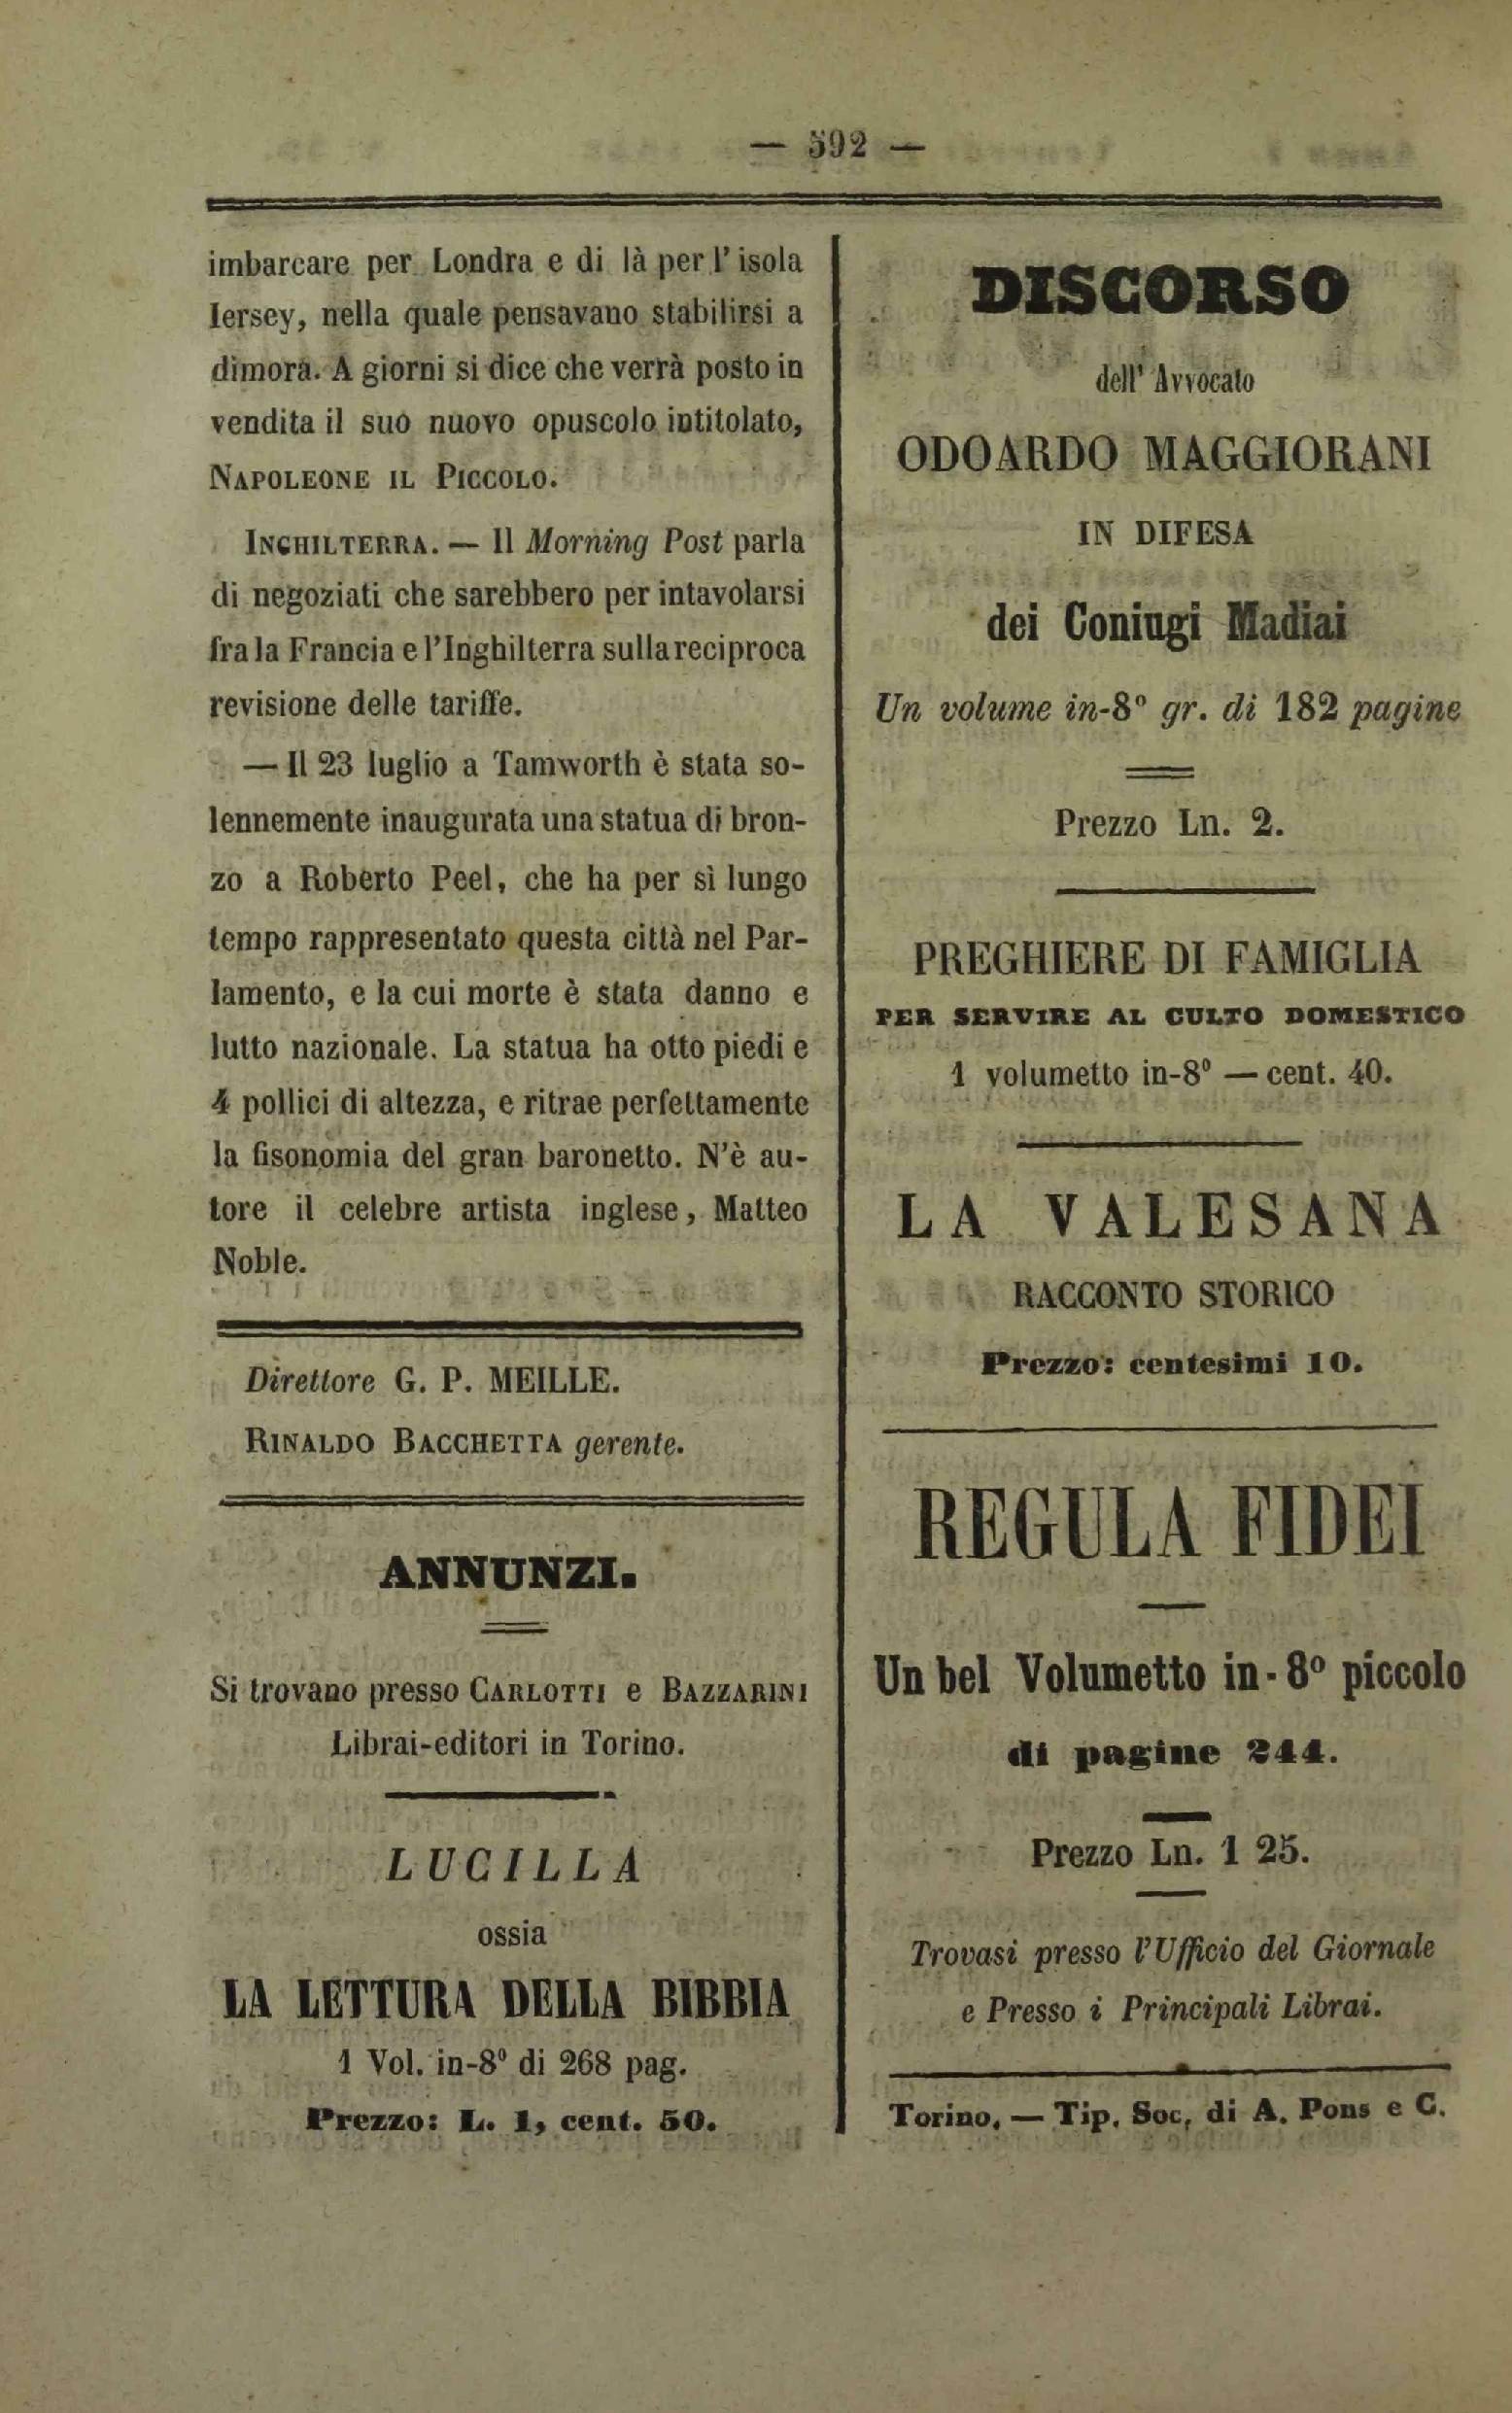 — 592 —
imbarcare per Londra e di là per l' isola
Iersey, nella quale pensavano stabilirsi a
dimora. A giorni si dice che verrà posto in
vendita il suo nuovo opuscolo intitolato,
NAPOLEONE IL PICCOLO.
INGHILTERRA. — Il Morning Post parla
di negoziati che sarebbero per intavolarsi
fra la Francia e l'Inghilterra sulla reciproca
revisione delle tariffe.
— Il 23 luglio a Tamworth è stata so-
lennemente inaugurata una statua di bron-
zo a Roberto Peel, che ha per sì lungo
tempo rappresentato questa città nel Par-
lamento, e la cui morte è stata danno e
lutto nazionale. La statua ha otto piedi e
4 pollici di altezza, e ritrae perfettamente
la fisonomia del gran baronetto. N'è au-
tore il celebre artista inglese, Matteo
Noble.
Direttore G. P. MEILLE.
RINALDO BACCHETTA gerente.
ANNUNZI.
Si trovano presso CARLOTTI e BAZZARINI
Librai-editori in Torino.
LUCILLA
ossia
LA LETTURA DELLA BIBBIA
1 Vol. in-8º di 268 pag.
Prezzo: L. 1, cent. 50.
DISCORSO
dell' Avvocato
ODOARDO MAGGIORANI
IN DIFESA
dei Coniugi Madiai
Un volume in-8º gr. di 182 pagine
Prezzo Ln. 2.
PREGHIERE DI FAMIGLIA
PER SERVIRE AL CULTO DOMESTICO
1 volumetto in-8º — cent. 40.
LA VALESANA
RACCONTO STORICO
Prezzo: centesimi 10.
REGULA FIDEI
Un bel Volumetto in-8º piccolo
di pagine 244.
Prezzo Ln. 1 25.
Trovasi presso l'Ufficio del Giornale
e Presso i Principali Librai.
Torino, — Tip. Soc, di A. Pons e C.